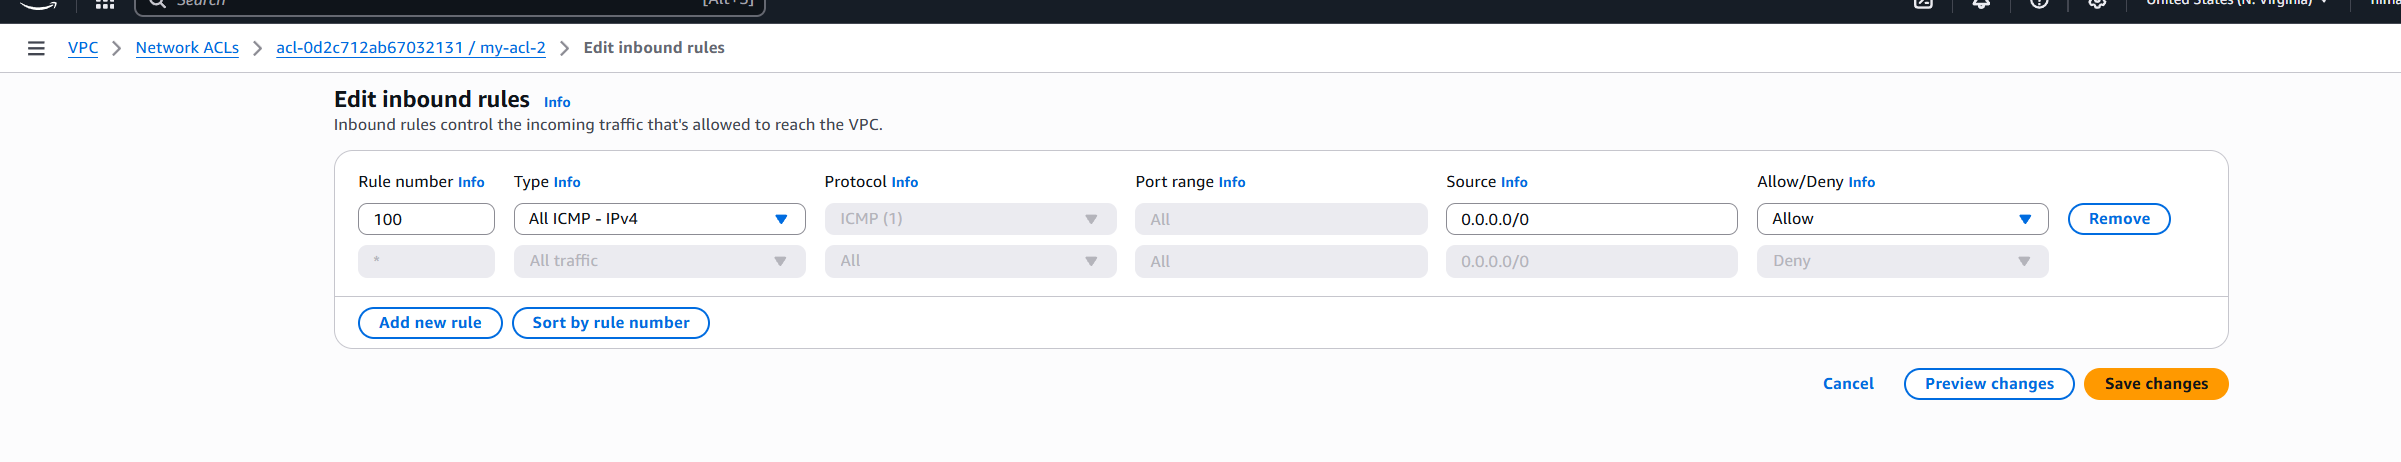 Search [Alt+S] United States (N. Virginia)
VPC > Network ACLs > acl-0d2c712ab67032131 / my-acl-2 > Edit inbound rules
Edit inbound rules Info
Inbound rules control the incoming traffic that's allowed to reach the VPC.
Rule number Info Type Info Protocol Info Port range Info Source Info Allow/Deny Info
100 All ICMP - IPv4 ICMP (1) All 0.0.0.0/0 Allow Remove
* All traffic All All 0.0.0.0/0 Deny
Add new rule Sort by rule number
Cancel Preview changes Save changes